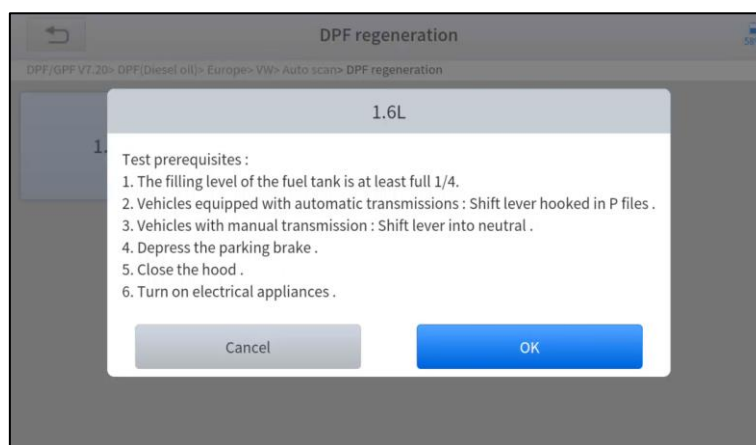 DPF regeneration
DPF/GPF V7.20> DPF(Diesel oil)> Europe> VW> Auto scan> DPF regeneration
1.6L
1.
Test prerequisites :
1. The filling level of the fuel tank is at least full 1/4.
2. Vehicles equipped with automatic transmissions : Shift lever hooked in P files .
3. Vehicles with manual transmission : Shift lever into neutral .
4. Depress the parking brake .
5. Close the hood .
6. Turn on electrical appliances .
Cancel
OK